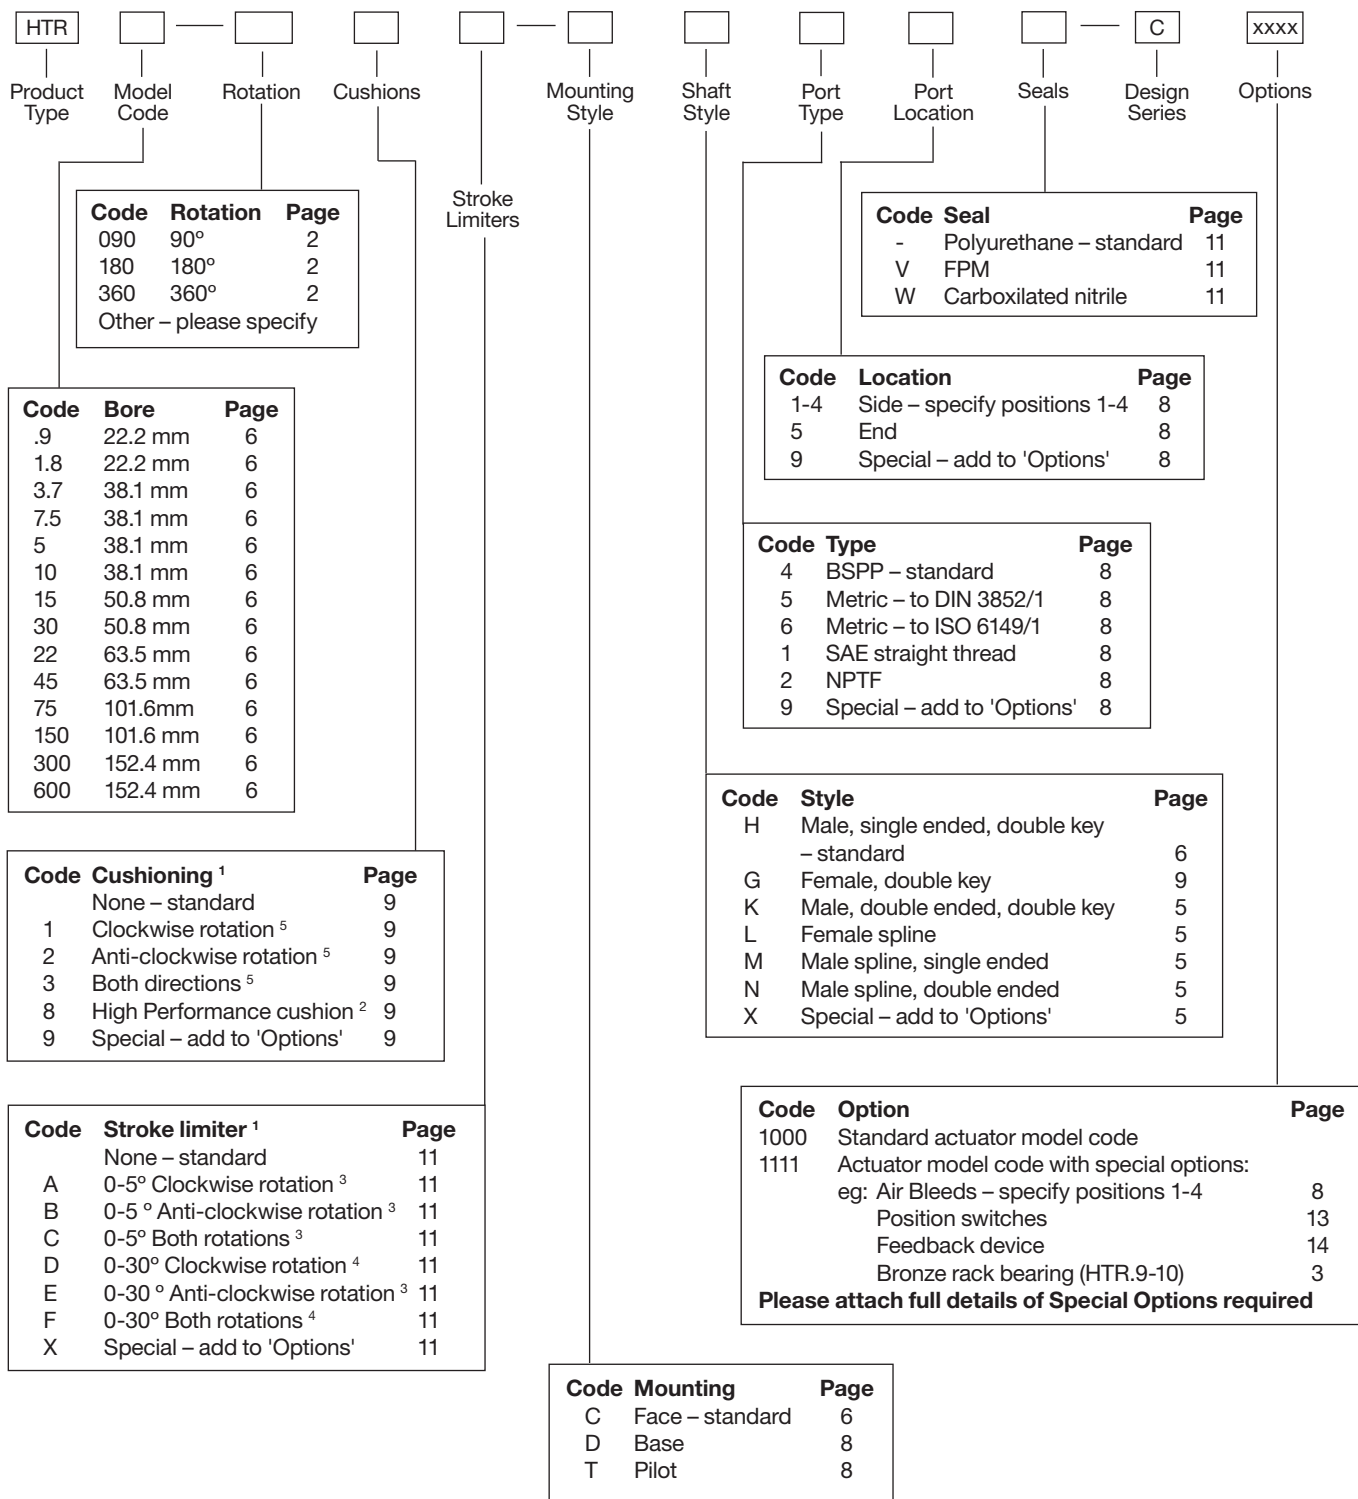 HTR C xxxx
Product Type
Model Code
Rotation
Cushions
Stroke Limiters
Mounting Style
Shaft Style
Port Type
Port Location
Seals
Design Series
Options
Code Rotation Page
090 90º 2
180 180º 2
360 360º 2
Other – please specify
Code Seal Page
- Polyurethane – standard 11
V FPM 11
W Carboxilated nitrile 11
Code Bore Page
.9 22.2 mm 6
1.8 22.2 mm 6
3.7 38.1 mm 6
7.5 38.1 mm 6
5 38.1 mm 6
10 38.1 mm 6
15 50.8 mm 6
30 50.8 mm 6
22 63.5 mm 6
45 63.5 mm 6
75 101.6mm 6
150 101.6 mm 6
300 152.4 mm 6
600 152.4 mm 6
Code Location Page
1-4 Side – specify positions 1-4 8
5 End 8
9 Special – add to 'Options' 8
Code Type Page
4 BSPP – standard 8
5 Metric – to DIN 3852/1 8
6 Metric – to ISO 6149/1 8
1 SAE straight thread 8
2 NPTF 8
9 Special – add to 'Options' 8
Code Style Page
H Male, single ended, double key
– standard 6
G Female, double key 9
K Male, double ended, double key 5
L Female spline 5
M Male spline, single ended 5
N Male spline, double ended 5
X Special – add to 'Options' 5
Code Cushioning ¹ Page
None – standard 9
1 Clockwise rotation ⁵ 9
2 Anti-clockwise rotation ⁵ 9
3 Both directions ⁵ 9
8 High Performance cushion ² 9
9 Special – add to 'Options' 9
Code Stroke limiter ¹ Page
None – standard 11
A 0-5º Clockwise rotation ³ 11
B 0-5 º Anti-clockwise rotation ³ 11
C 0-5º Both rotations ³ 11
D 0-30º Clockwise rotation ⁴ 11
E 0-30 º Anti-clockwise rotation ³ 11
F 0-30º Both rotations ⁴ 11
X Special – add to 'Options' 11
Code Option Page
1000 Standard actuator model code
1111 Actuator model code with special options:
eg: Air Bleeds – specify positions 1-4 8
Position switches 13
Feedback device 14
Bronze rack bearing (HTR.9-10) 3
Please attach full details of Special Options required
Code Mounting Page
C Face – standard 6
D Base 8
T Pilot 8